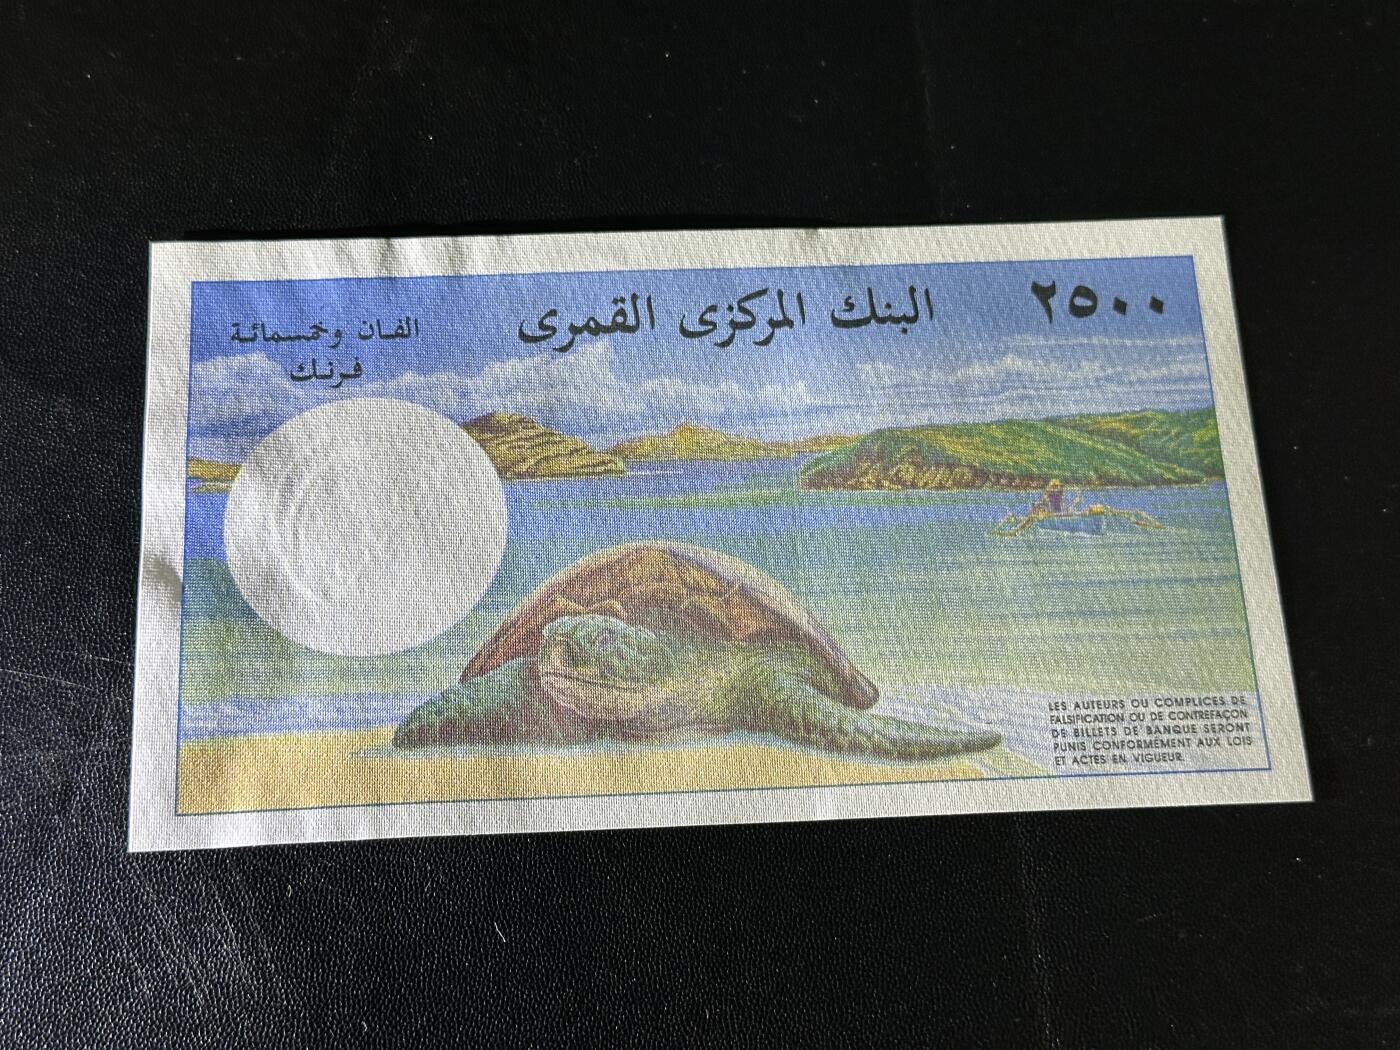 ٢٥٠٠
البنك المركزى القمرى
الفان وخمسمائة
فرنك
LES AUTEURS OU COMPLICES DE
FALSIFICATION OU DE CONTREFAÇON
DE BILLETS DE BANQUE SERONT
PUNIS CONFORMÉMENT AUX LOIS
ET ACTES EN VIGUEUR.